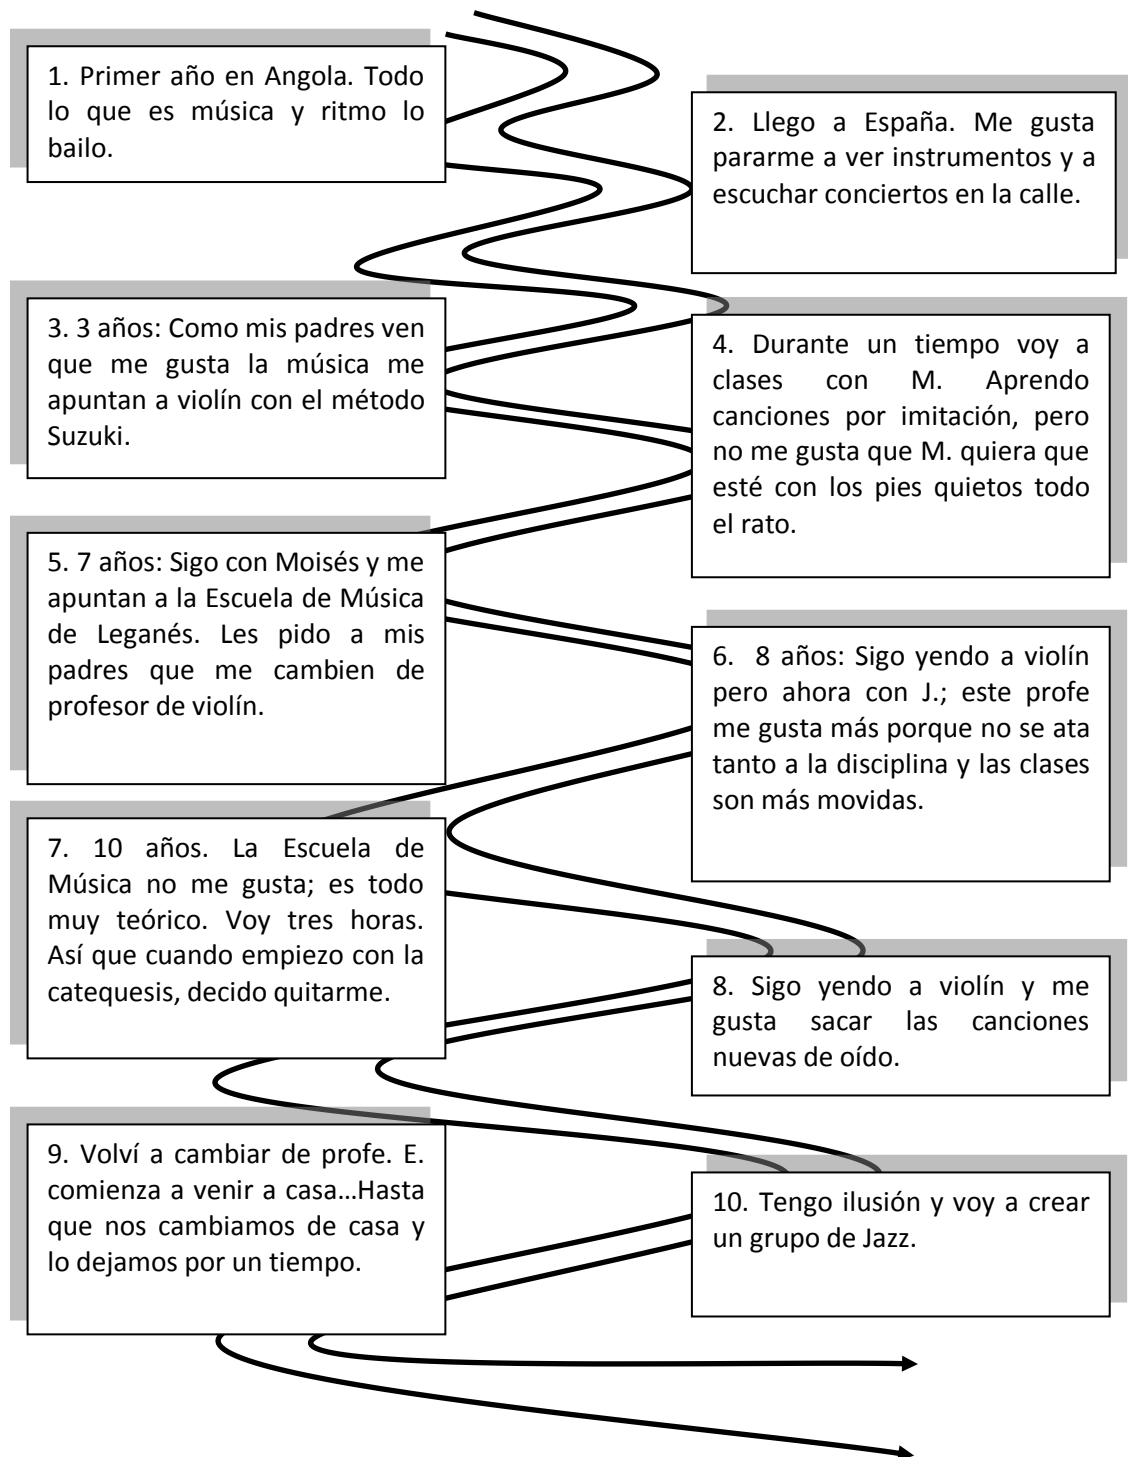 1. Primer año en Angola. Todo
lo que es música y ritmo lo
bailo.
2. Llego a España. Me gusta
pararme a ver instrumentos y a
escuchar conciertos en la calle.
3. 3 años: Como mis padres ven
que me gusta la música me
apuntan a violín con el método
Suzuki.
4. Durante un tiempo voy a
clases con M. Aprendo
canciones por imitación, pero
no me gusta que M. quiera que
esté con los pies quietos todo
el rato.
5. 7 años: Sigo con Moisés y me
apuntan a la Escuela de Música
de Leganés. Les pido a mis
padres que me cambien de
profesor de violín.
6. 8 años: Sigo yendo a violín
pero ahora con J.; este profe
me gusta más porque no se ata
tanto a la disciplina y las clases
son más movidas.
7. 10 años. La Escuela de
Música no me gusta; es todo
muy teórico. Voy tres horas.
Así que cuando empiezo con la
catequesis, decido quitarme.
8. Sigo yendo a violín y me
gusta sacar las canciones
nuevas de oído.
9. Volví a cambiar de profe. E.
comienza a venir a casa...Hasta
que nos cambiamos de casa y
lo dejamos por un tiempo.
10. Tengo ilusión y voy a crear
un grupo de Jazz.